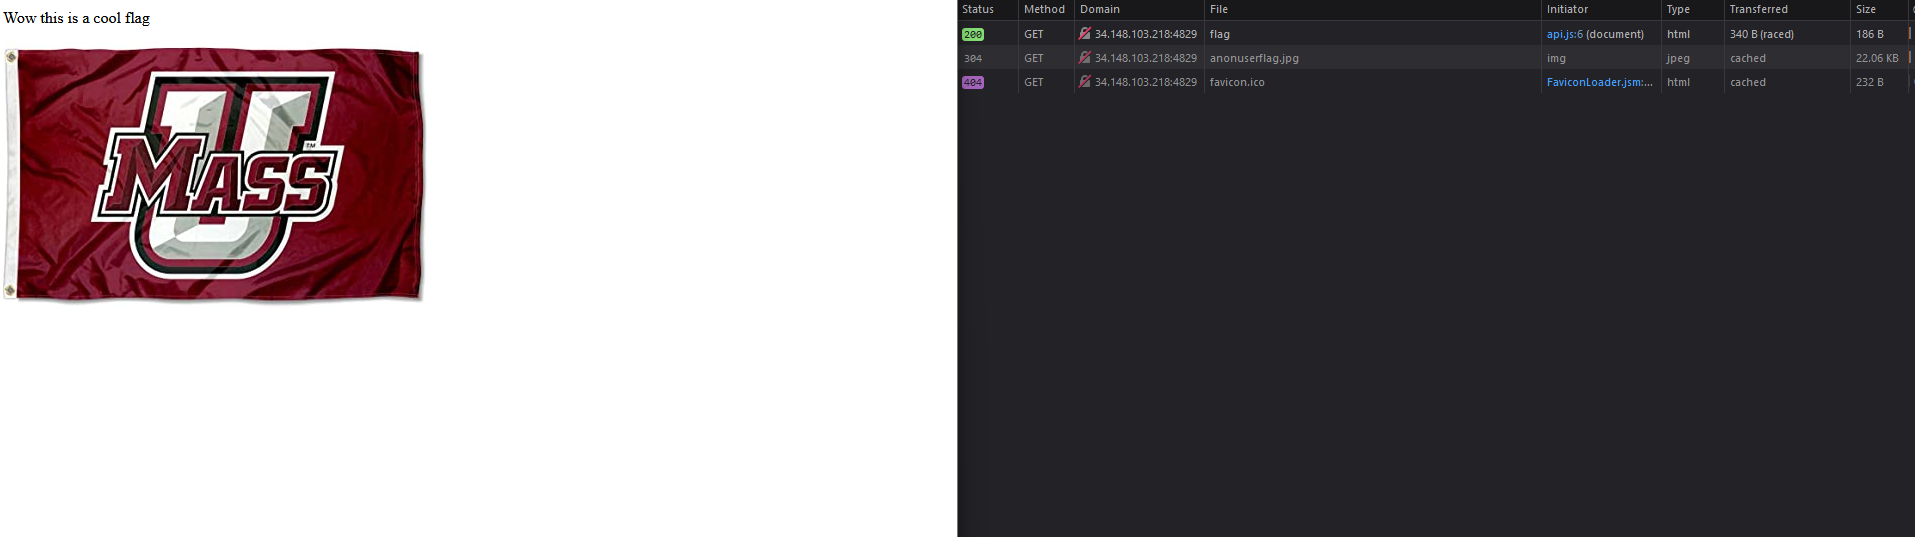 Wow this is a cool flag
U
MASS
TM
Status Method Domain File Initiator Type Transferred Size
200 GET 34.148.103.218:4829 flag api.js:6 (document) html 340 B (raced) 186 B
304 GET 34.148.103.218:4829 anonuserflag.jpg img jpeg cached 22.06 KB
404 GET 34.148.103.218:4829 favicon.ico FaviconLoader.jsm:... html cached 232 B